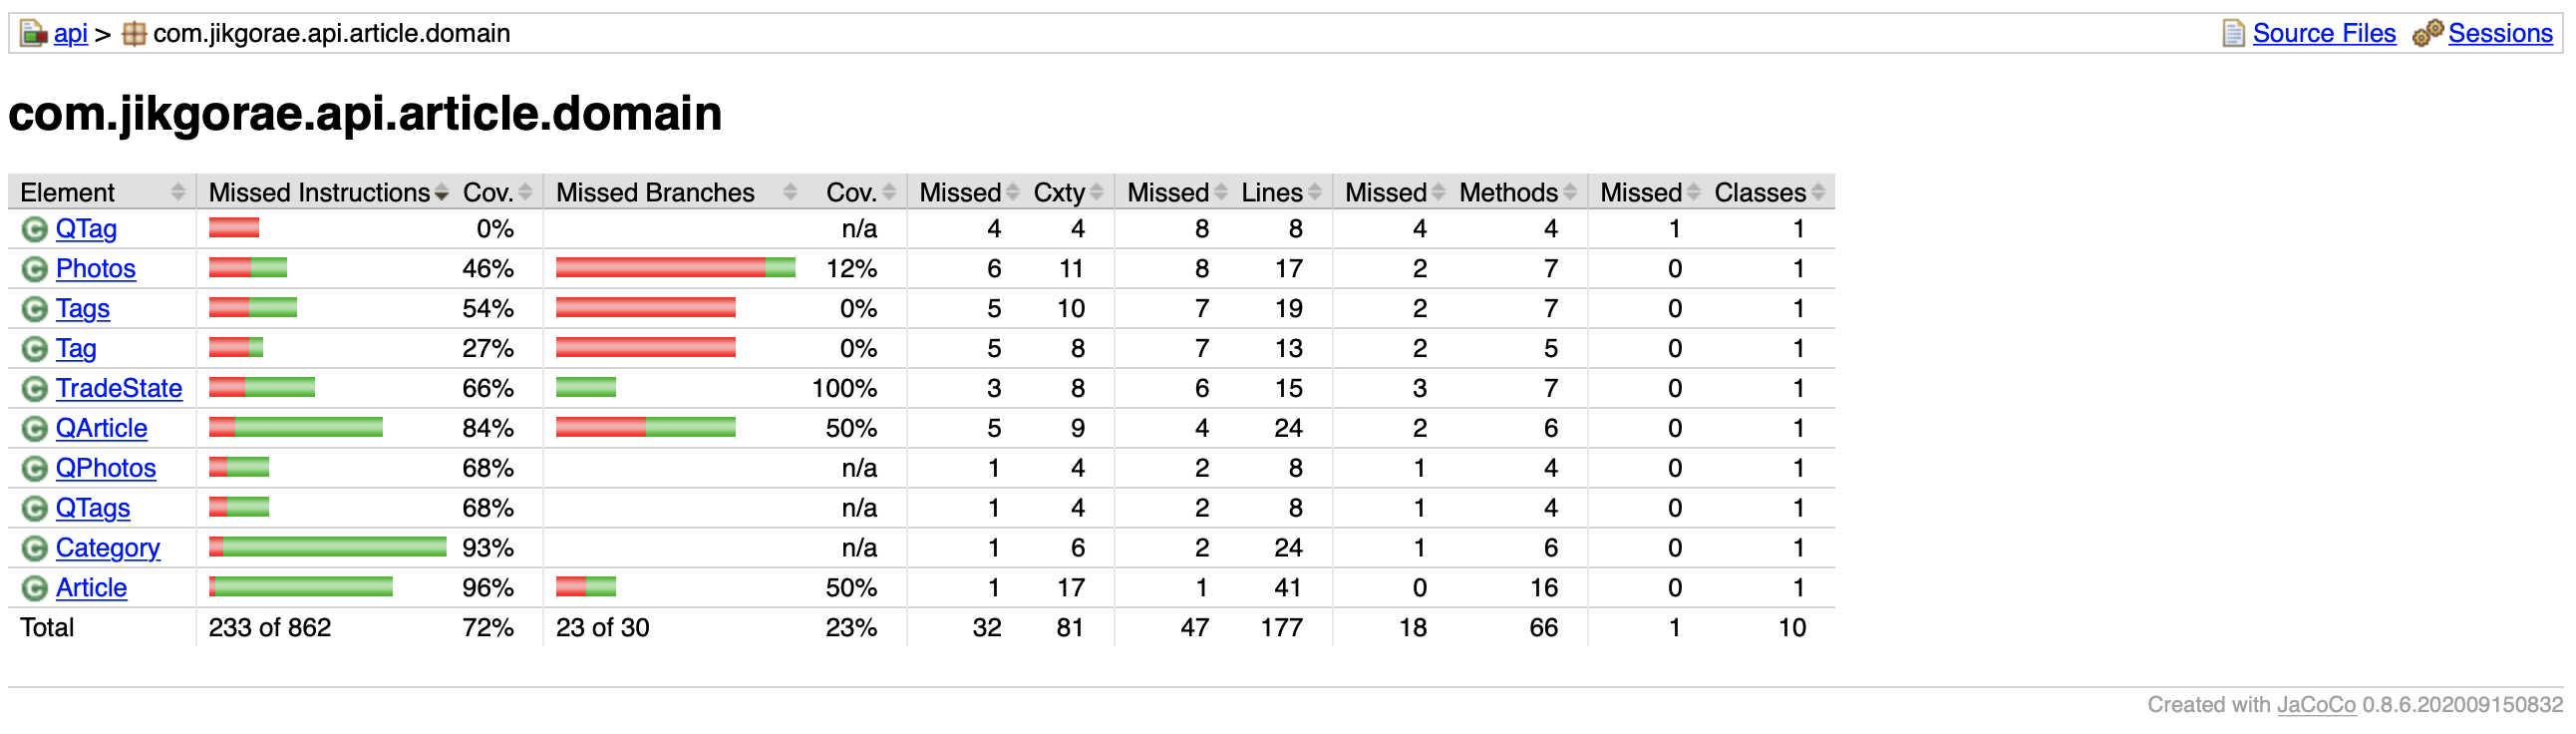 api > com.jikgorae.api.article.domain Source Files Sessions
com.jikgorae.api.article.domain
Element Missed Instructions Cov. Missed Branches Cov. Missed Cxty Missed Lines Missed Methods Missed Classes
C QTag 0% n/a 4 4 8 8 4 4 1 1
C Photos 46% 12% 6 11 8 17 2 7 0 1
C Tags 54% 0% 5 10 7 19 2 7 0 1
C Tag 27% 0% 5 8 7 13 2 5 0 1
C TradeState 66% 100% 3 8 6 15 3 7 0 1
C QArticle 84% 50% 5 9 4 24 2 6 0 1
C QPhotos 68% n/a 1 4 2 8 1 4 0 1
C QTags 68% n/a 1 4 2 8 1 4 0 1
C Category 93% n/a 1 6 2 24 1 6 0 1
C Article 96% 50% 1 17 1 41 0 16 0 1
Total 233 of 862 72% 23 of 30 23% 32 81 47 177 18 66 1 10
Created with JaCoCo 0.8.6.202009150832